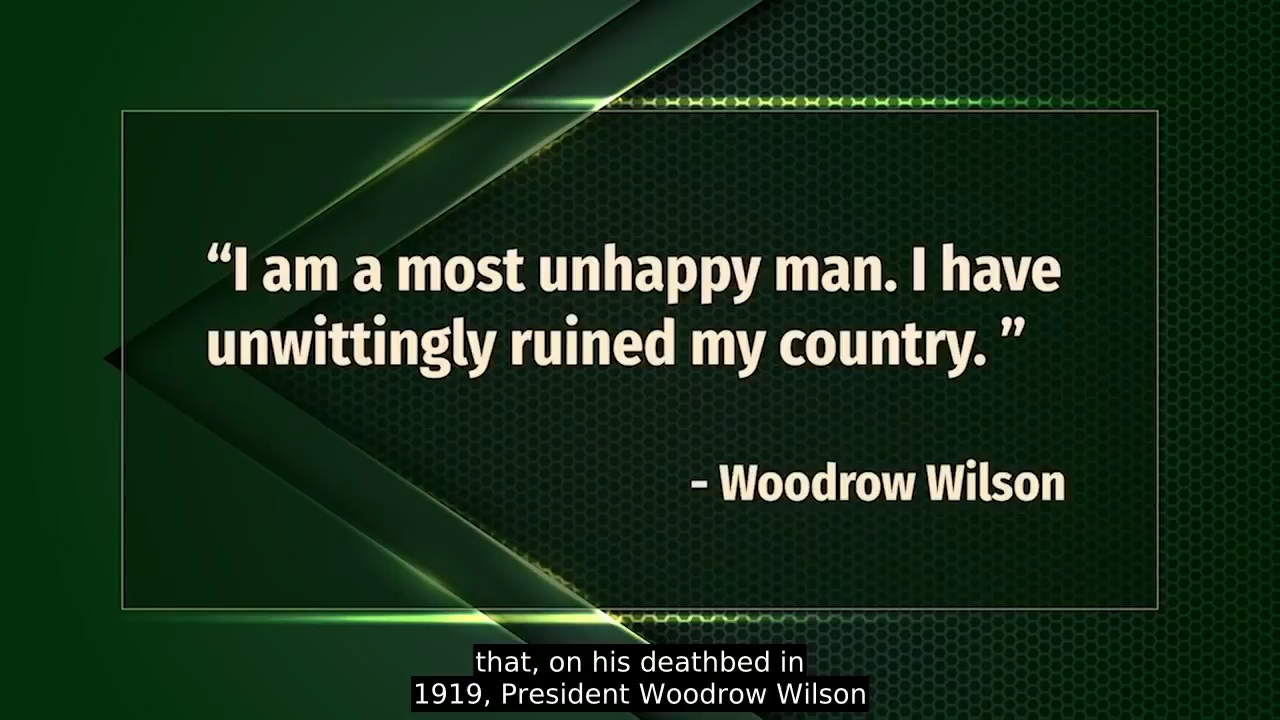 “I am a most unhappy man. I have
unwittingly ruined my country. ”
- Woodrow Wilson
that, on his deathbed in
1919, President Woodrow Wilson